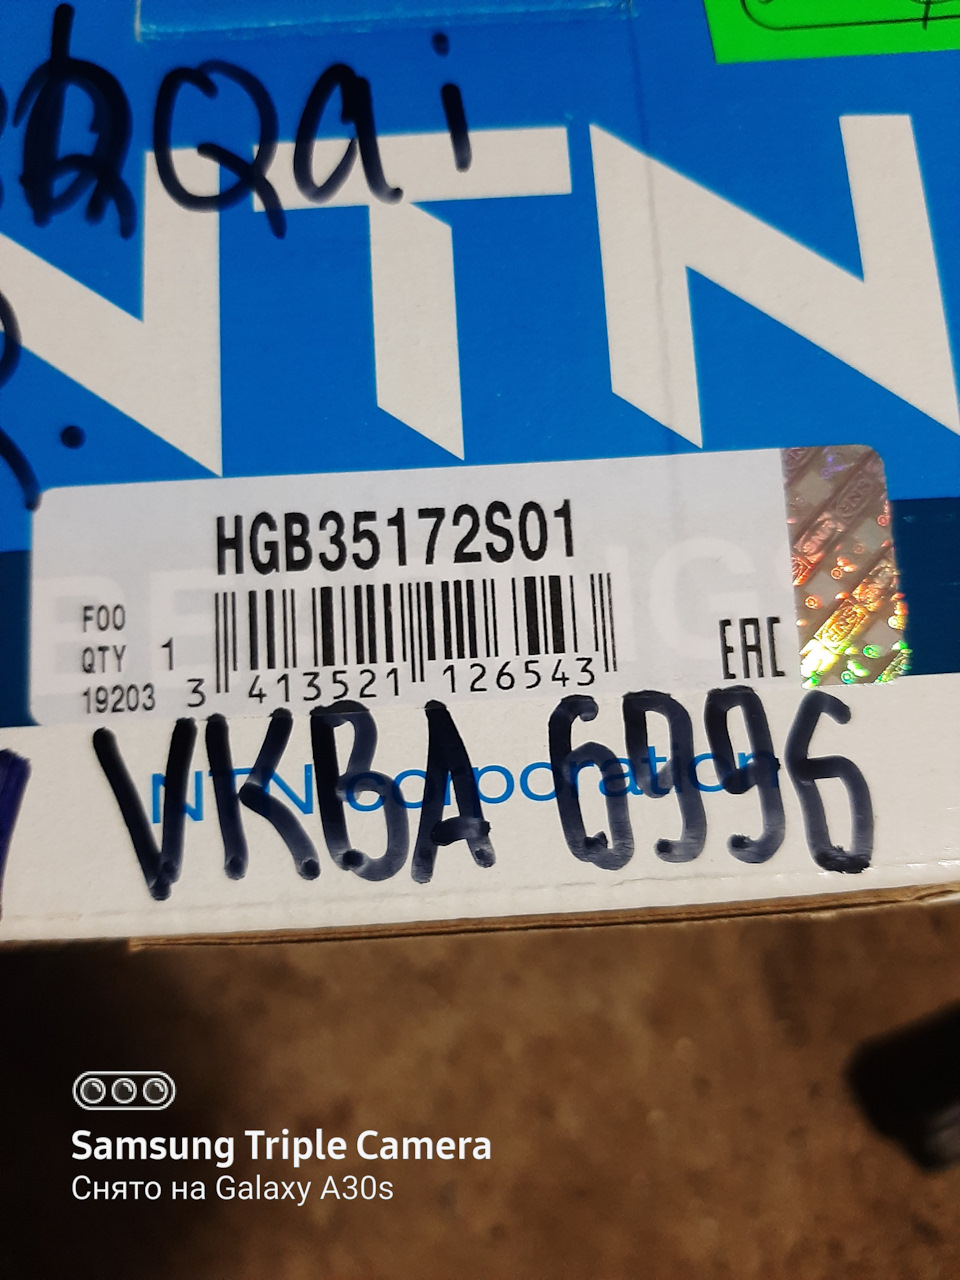 QQai
NTN
HGB35172S01
FOO
QTY 1
19203
3 413521 126543
EAC
VKBA 6996
NTN corporation
Samsung Triple Camera
Снято на Galaxy A30s